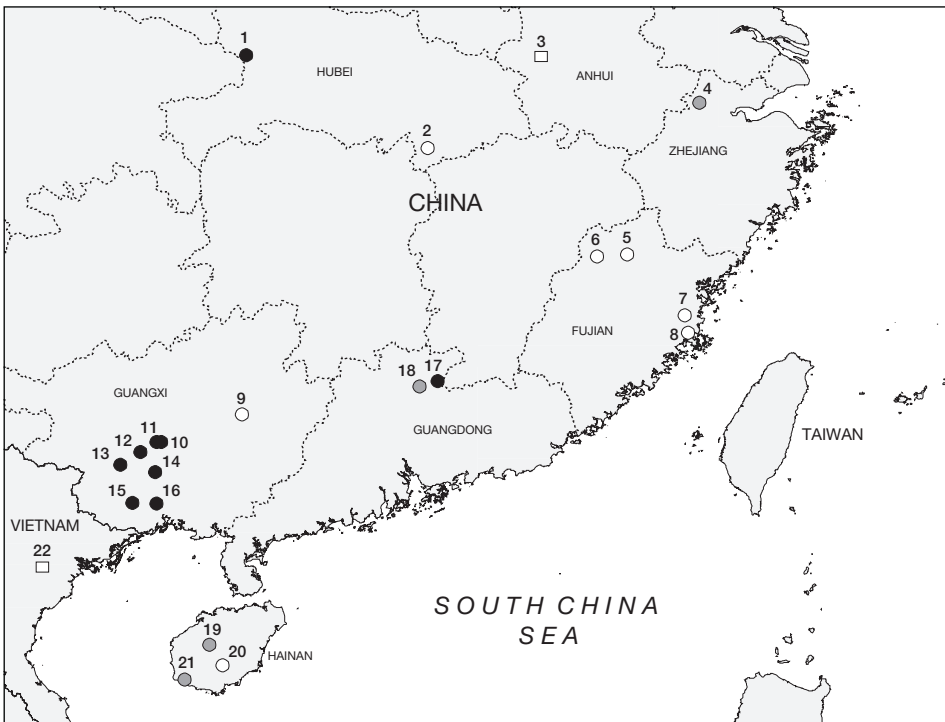 1
3
HUBEI
ANHUI
4
2
ZHEJIANG
CHINA
6 5
7
FUJIAN
8
18 17
GUANGXI
9
GUANGDONG
TAIWAN
11 10
12
13
14
15 16
VIETNAM
22
SOUTH CHINA
SEA
19
20 HAINAN
21